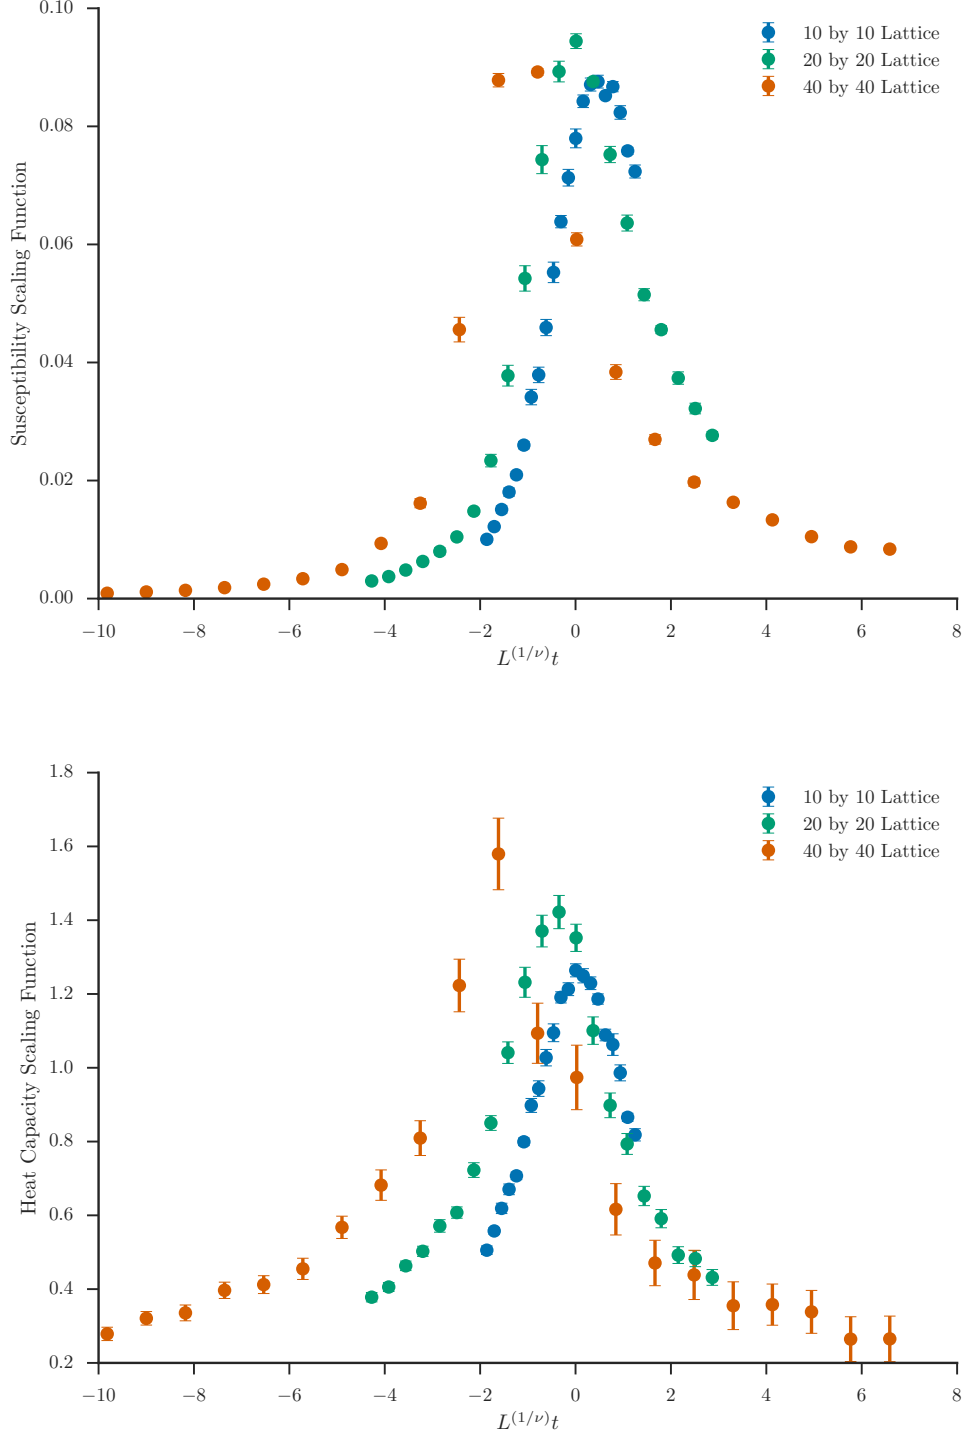 0.10
0.08
0.06
0.04
0.02
0.00
Susceptibility Scaling Function
10 by 10 Lattice
20 by 20 Lattice
40 by 40 Lattice
−10 −8 −6 −4 −2 0 2 4 6 8
L^(1/ν) t
1.8
1.6
1.4
1.2
1.0
0.8
0.6
0.4
0.2
Heat Capacity Scaling Function
10 by 10 Lattice
20 by 20 Lattice
40 by 40 Lattice
−10 −8 −6 −4 −2 0 2 4 6 8
L^(1/ν) t